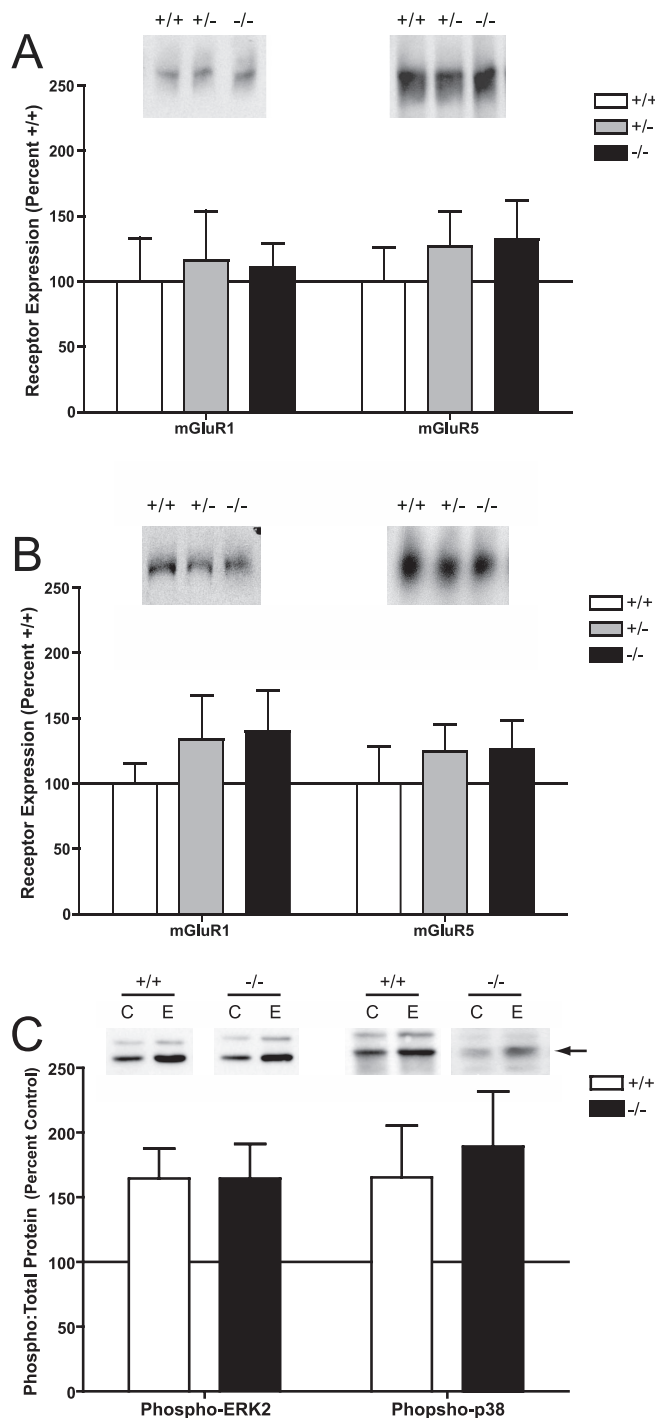 A
+/+ +/- -/-
+/+ +/- -/-
250
200
150
100
50
0
Receptor Expression (Percent +/+)
mGluR1
mGluR5
+/+
+/-
-/-
B
+/+ +/- -/-
+/+ +/- -/-
250
200
150
100
50
0
Receptor Expression (Percent +/+)
mGluR1
mGluR5
+/+
+/-
-/-
C
+/+ -/- +/+ -/-
C E C E C E C E
250
200
150
100
50
0
Phospho:Total Protein (Percent Control)
Phospho-ERK2
Phopsho-p38
+/+
-/-